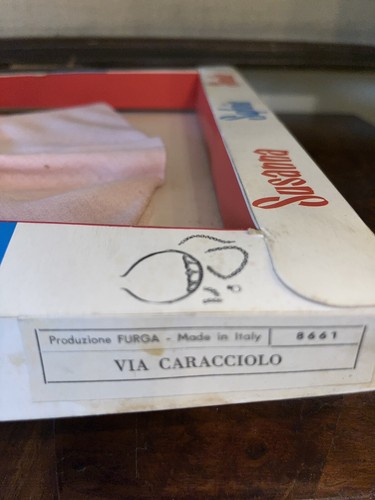 Susanna
Produzione FURGA - Made in Italy
8661
VIA CARACCIOLO